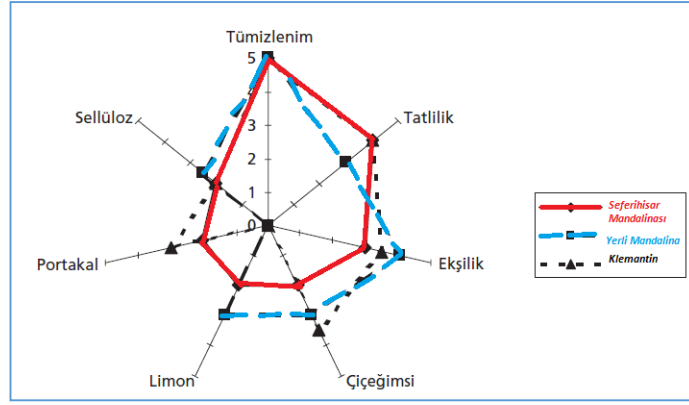 Tümizlenim
5
4
3
2
1
0
Tatlilik
Ekşilik
Çiçeğimsi
Limon
Portakal
Sellüloz
Seferihisar
Mandalinası
Yerli Mandalina
Klemantin